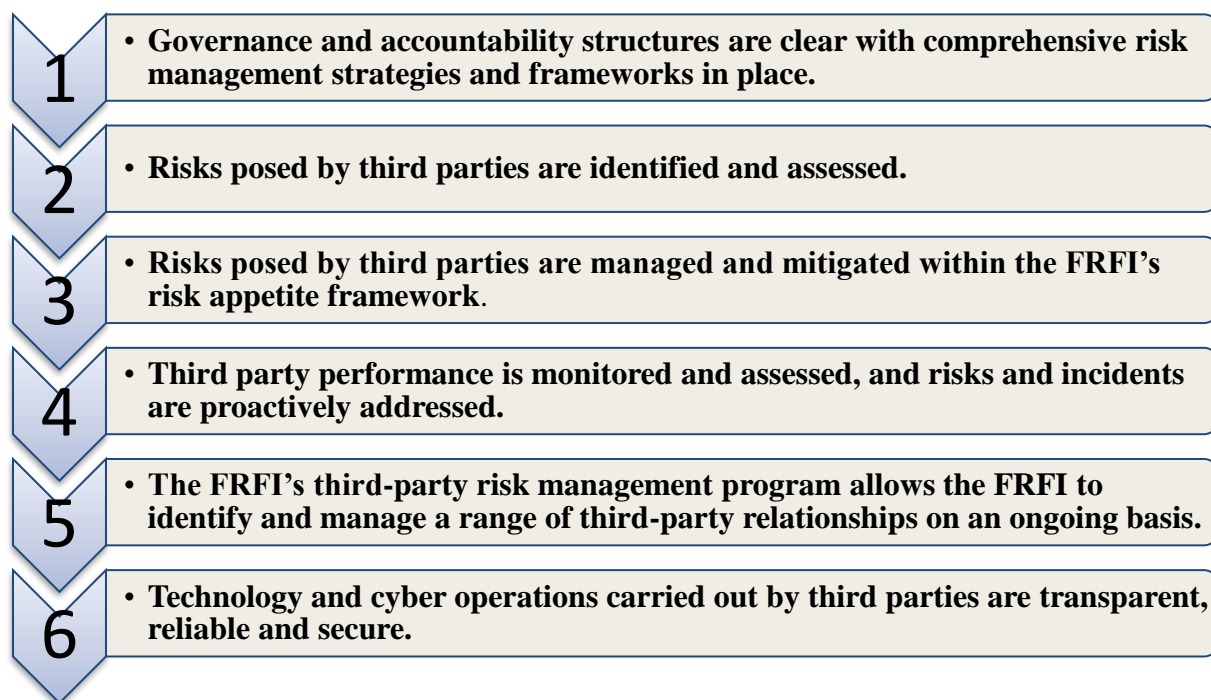 1
• Governance and accountability structures are clear with comprehensive risk
management strategies and frameworks in place.
2
• Risks posed by third parties are identified and assessed.
3
• Risks posed by third parties are managed and mitigated within the FRFI’s
risk appetite framework.
4
• Third party performance is monitored and assessed, and risks and incidents
are proactively addressed.
5
• The FRFI’s third-party risk management program allows the FRFI to
identify and manage a range of third-party relationships on an ongoing basis.
6
• Technology and cyber operations carried out by third parties are transparent,
reliable and secure.